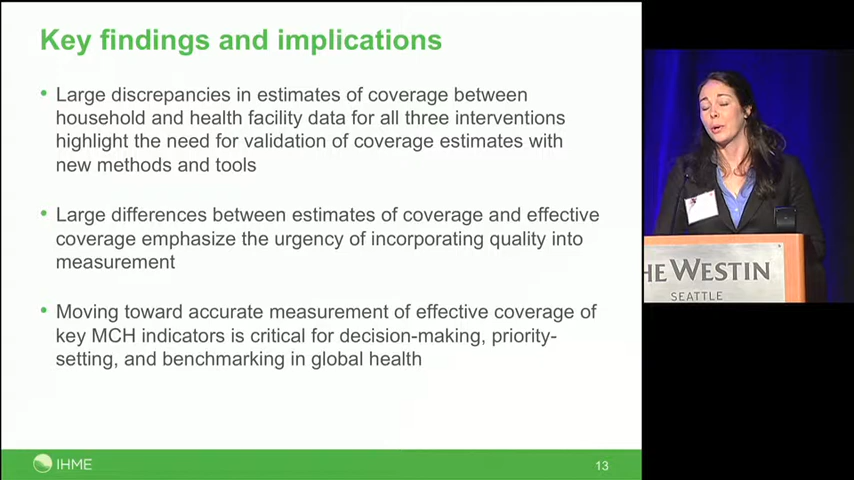 Key findings and implications
• Large discrepancies in estimates of coverage between
household and health facility data for all three interventions
highlight the need for validation of coverage estimates with
new methods and tools
• Large differences between estimates of coverage and effective
coverage emphasize the urgency of incorporating quality into
measurement
• Moving toward accurate measurement of effective coverage of
key MCH indicators is critical for decision-making, priority-
setting, and benchmarking in global health
IHME
13
HE WESTIN
SEATTLE